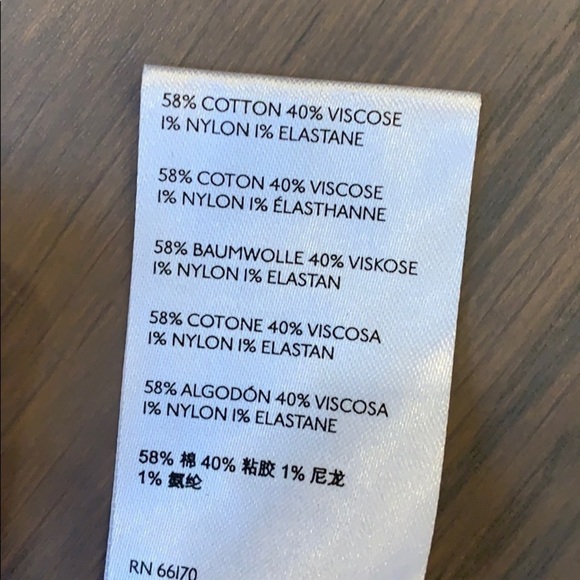 58% COTTON 40% VISCOSE
1% NYLON 1% ELASTANE
58% COTON 40% VISCOSE
1% NYLON 1% ÉLASTHANNE
58% BAUMWOLLE 40% VISKOSE
1% NYLON 1% ELASTAN
58% COTONE 40% VISCOSA
1% NYLON 1% ELASTAN
58% ALGODÓN 40% VISCOSA
1% NYLON 1% ELASTANE
58% 棉 40% 粘胶 1% 尼龙
1% 氨纶
RN 66170